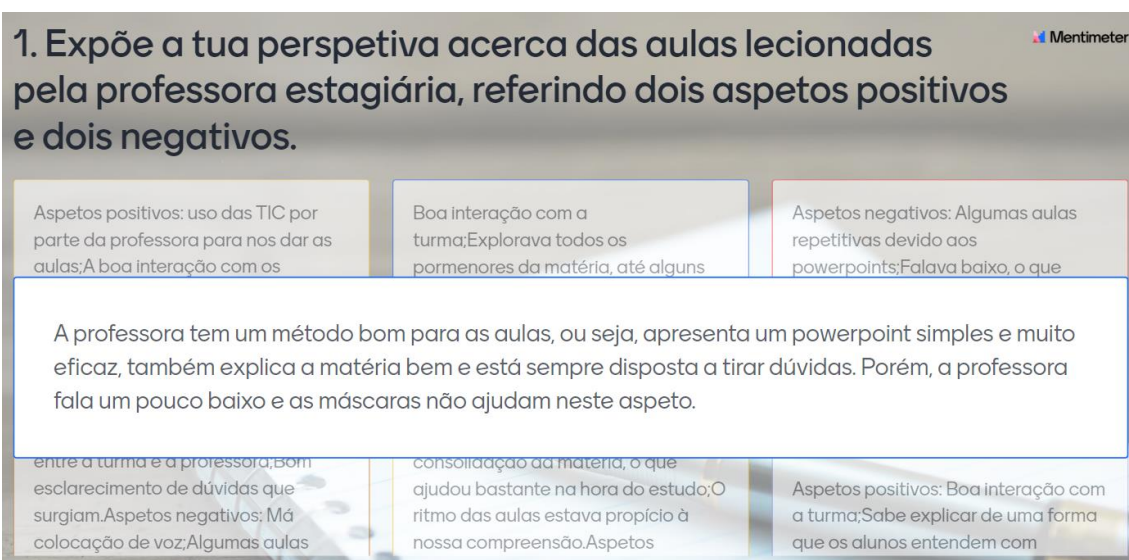 1. Expõe a tua perspetiva acerca das aulas lecionadas
pela professora estagiária, referindo dois aspetos positivos
e dois negativos.
Mentimeter
Aspetos positivos: uso das TIC por
parte da professora para nos dar as
aulas;A boa interação com os
Boa interação com a
turma;Explorava todos os
pormenores da matéria, até alguns
Aspetos negativos: Algumas aulas
repetitivas devido aos
powerpoints;Falava baixo, o que
A professora tem um método bom para as aulas, ou seja, apresenta um powerpoint simples e muito
eficaz, também explica a matéria bem e está sempre disposta a tirar dúvidas. Porém, a professora
fala um pouco baixo e as máscaras não ajudam neste aspeto.
entre a turma e a professora;Bom
esclarecimento de dúvidas que
surgiam.Aspetos negativos: Má
colocação de voz;Algumas aulas
consolidação da matéria, o que
ajudou bastante na hora do estudo;O
ritmo das aulas estava propício à
nossa compreensão.Aspetos
Aspetos positivos: Boa interação com
a turma;Sabe explicar de uma forma
que os alunos entendem com